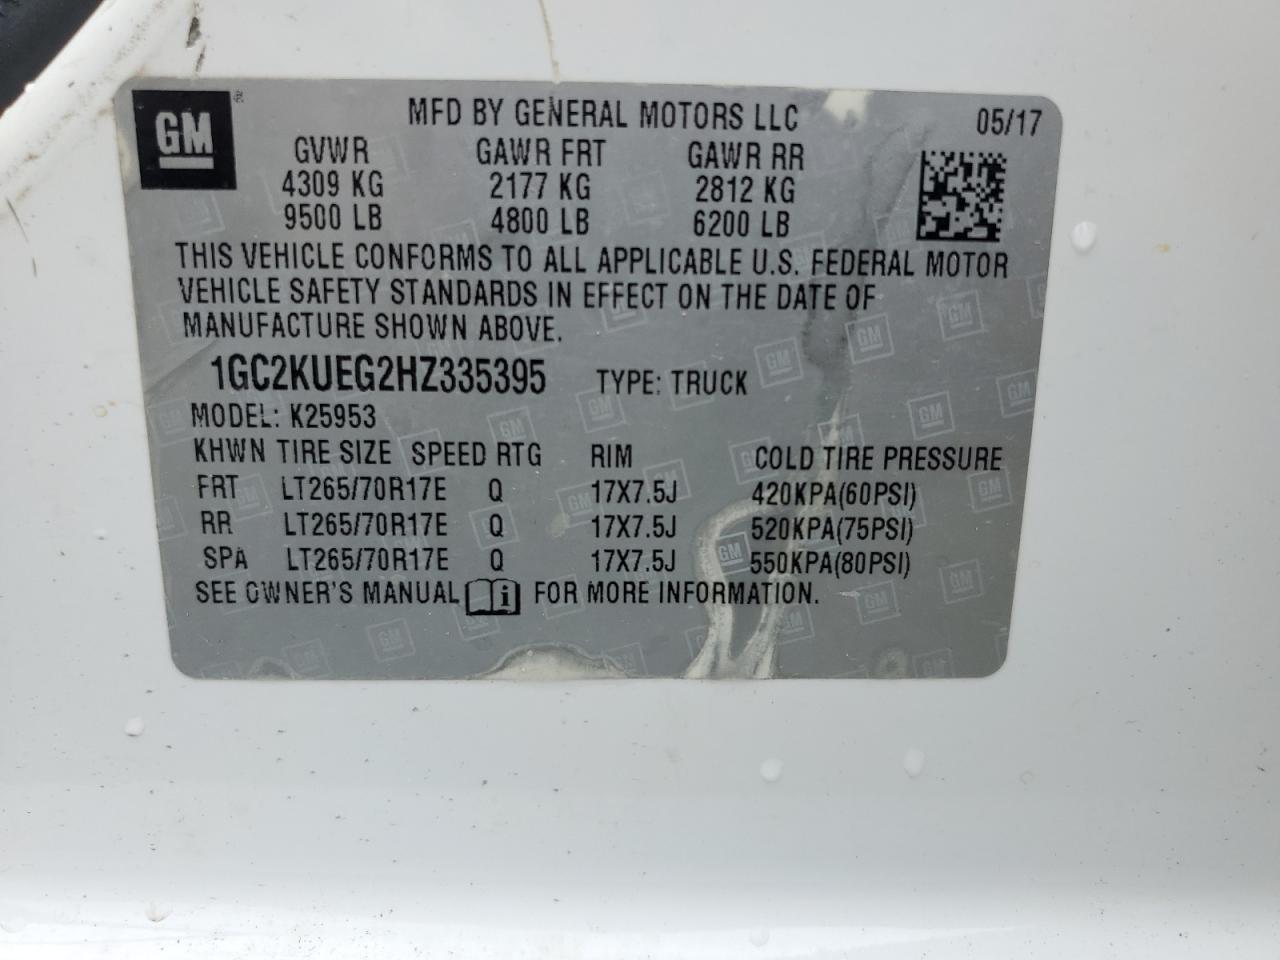 GM ® MFD BY GENERAL MOTORS LLC 05/17
GVWR GAWR FRT GAWR RR
4309 KG 2177 KG 2812 KG
9500 LB 4800 LB 6200 LB
THIS VEHICLE CONFORMS TO ALL APPLICABLE U.S. FEDERAL MOTOR
VEHICLE SAFETY STANDARDS IN EFFECT ON THE DATE OF
MANUFACTURE SHOWN ABOVE.
1GC2KUEG2HZ335395 TYPE: TRUCK
MODEL: K25953
KHWN TIRE SIZE SPEED RTG RIM COLD TIRE PRESSURE
FRT LT265/70R17E Q 17X7.5J 420KPA(60PSI)
RR LT265/70R17E Q 17X7.5J 520KPA(75PSI)
SPA LT265/70R17E Q 17X7.5J 550KPA(80PSI)
SEE OWNER'S MANUAL i FOR MORE INFORMATION.